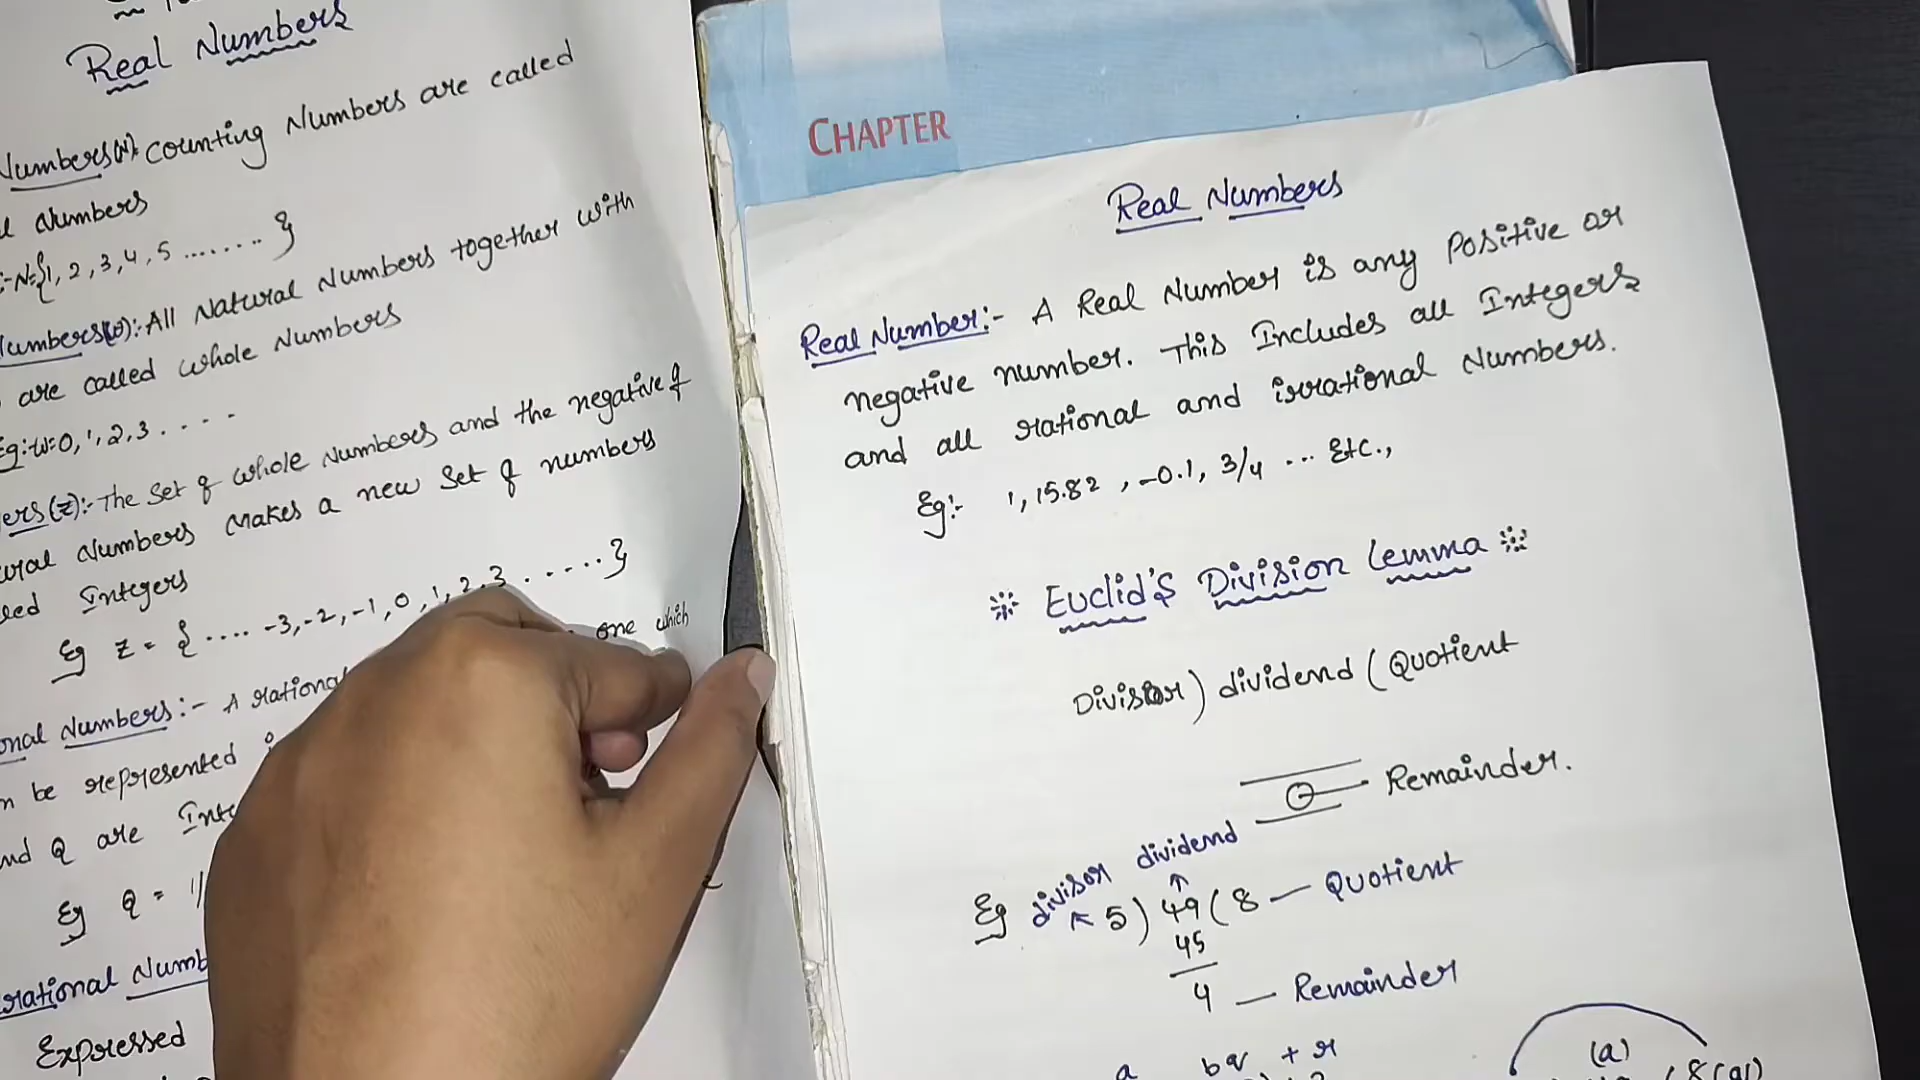 Real Numbers
Numbers(N): counting Numbers are called
Numbers
:-N={1, 2, 3, 4, 5 ........ }
Numbers(w):-All Natural Numbers together with
are called whole Numbers
Eg:-w=0, 1, 2, 3 . . . .
ers(z):-The Set of whole Numbers and the negative of
Numbers Makes a new Set of numbers
Integers
Eg z = { .... -3, -2, -1, 0, 1, 2, 3 ...... }
onal Numbers:- A rational one which
be represented
and Q are
Eg Q =
rational Numb
Expressed
CHAPTER
Real Numbers
Real Number:- A Real Number is any Positive or
negative number. This Includes all Integers
and all rational and irrational Numbers.
Eg:- 1, 15.82, -0.1, 3/4 ... Etc.,
Euclid's Division Lemma
Divisor) dividend (Quotient
Remainder.
divisor dividend
Eg 5) 49 (8 — Quotient
45
4 — Remainder
a bq + r
(a)